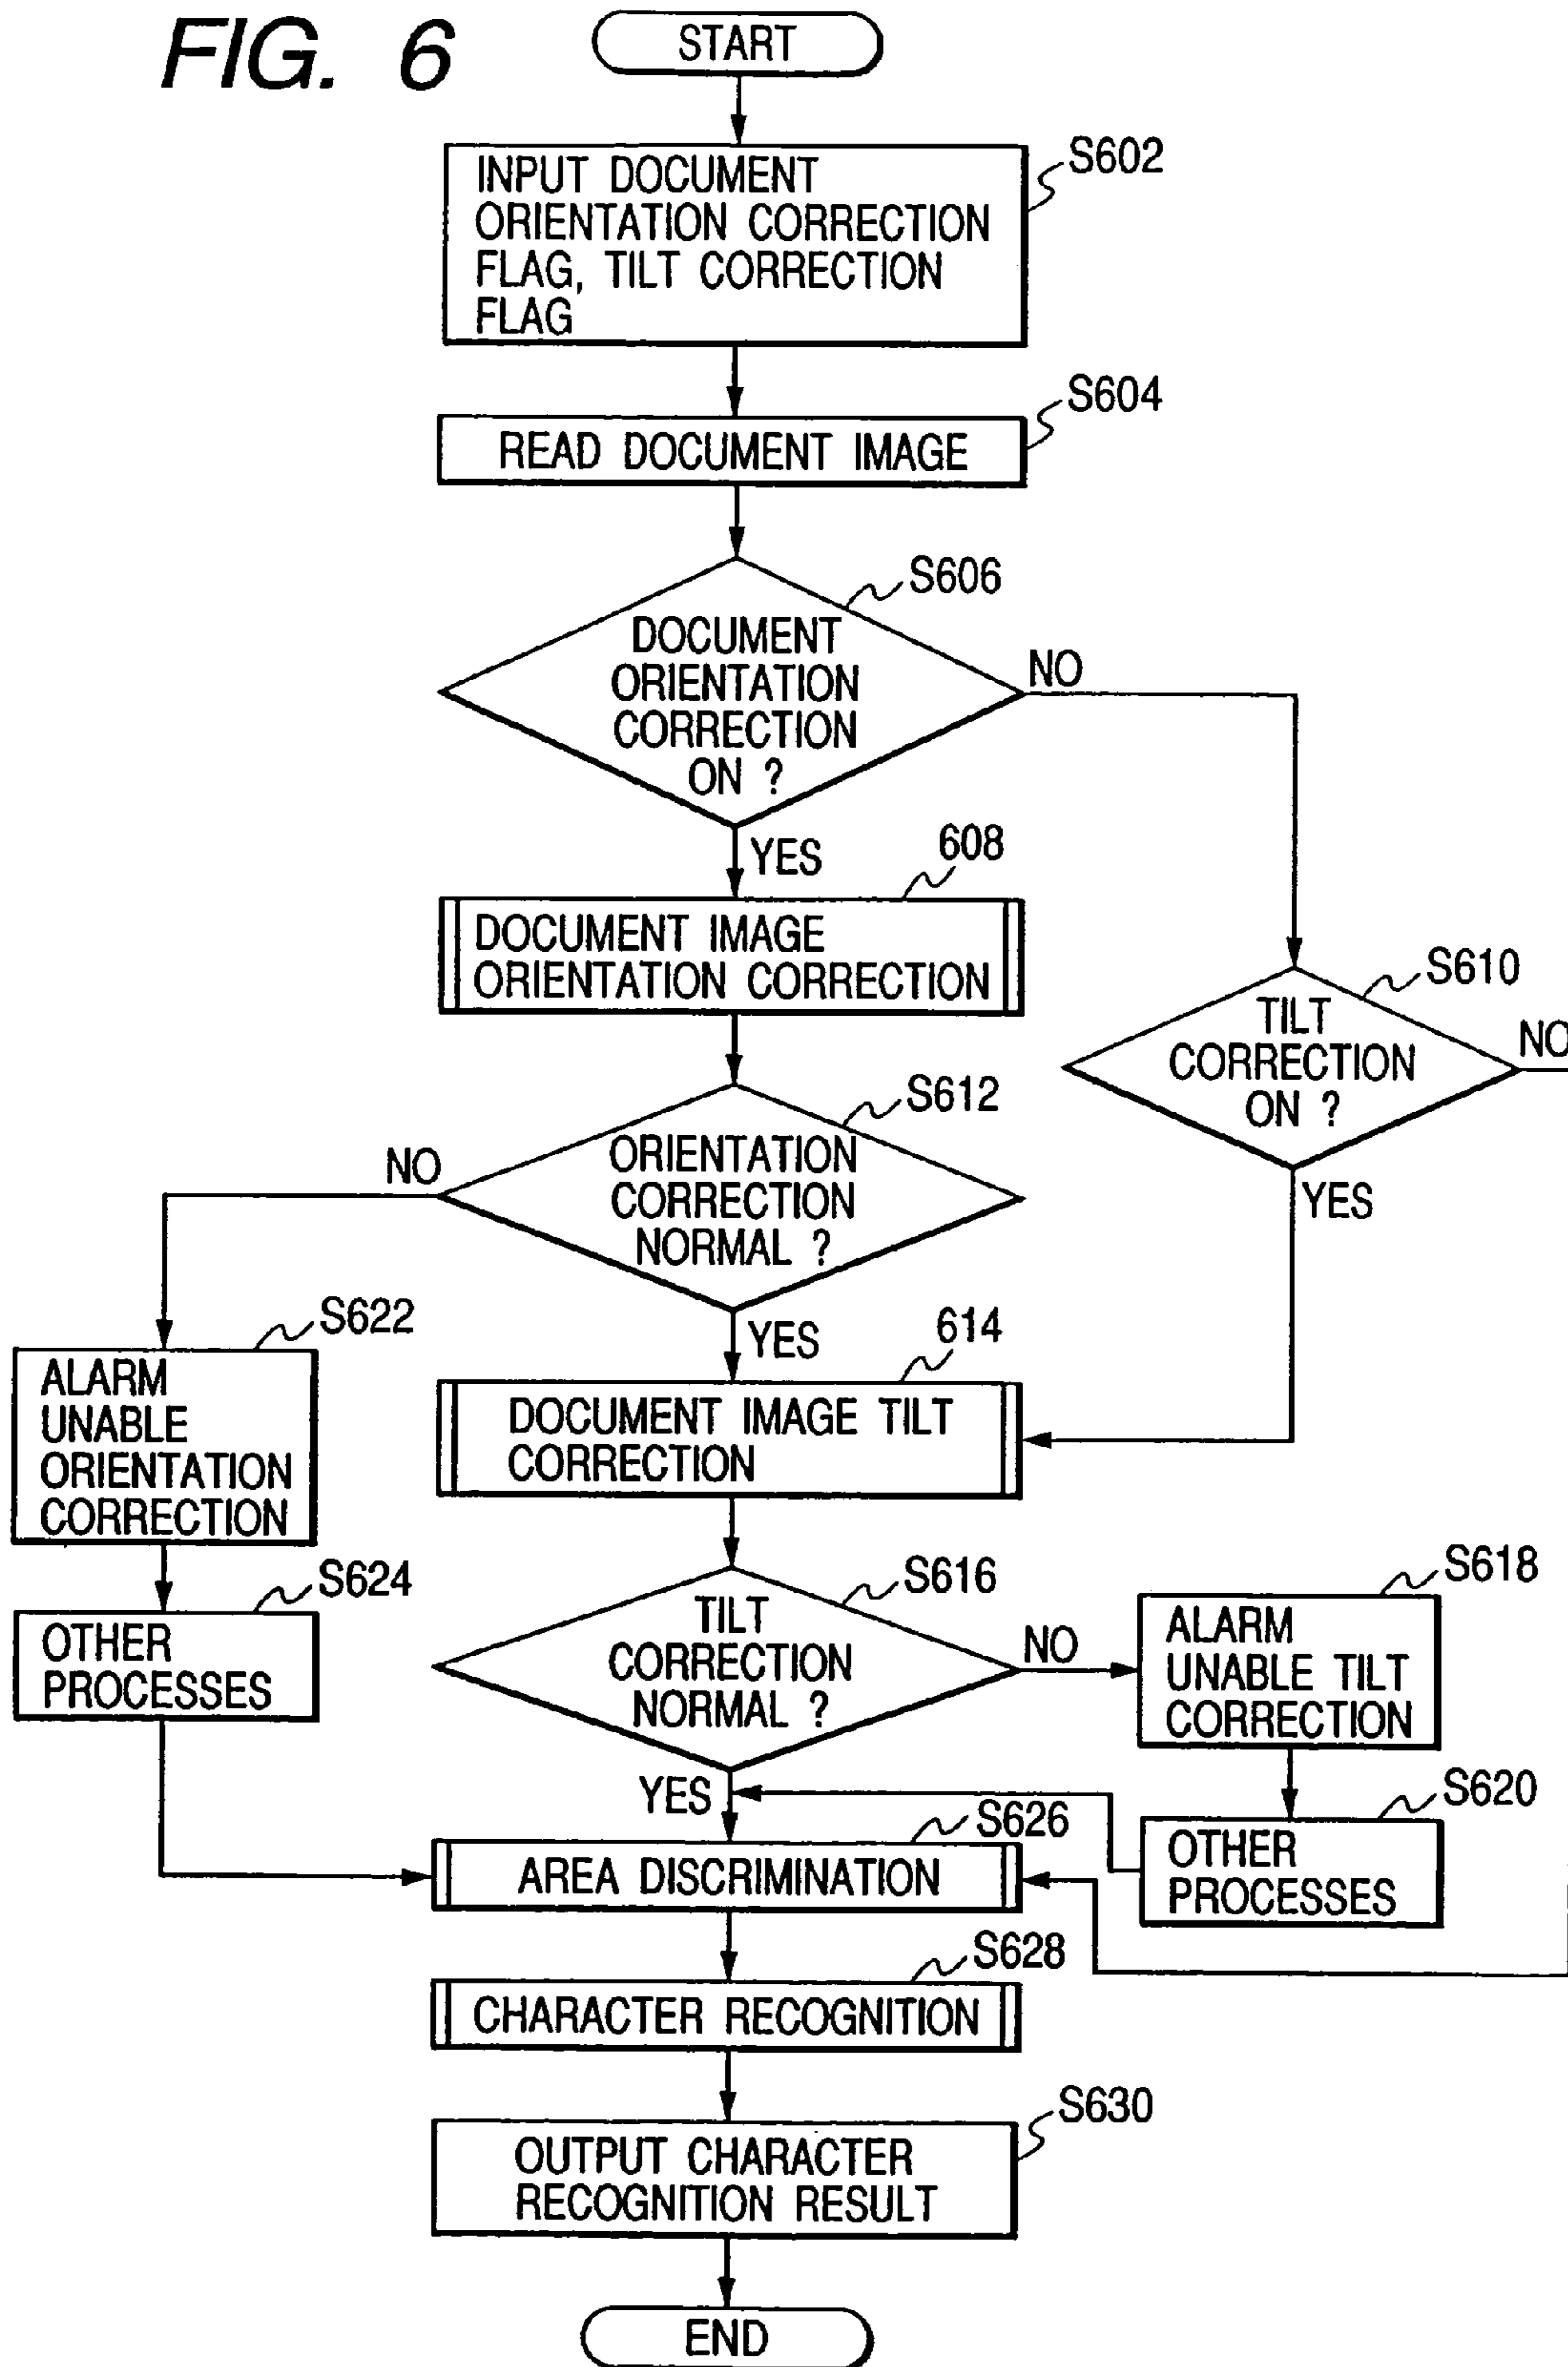 FIG. 6
START
S602
INPUT DOCUMENT
ORIENTATION CORRECTION
FLAG, TILT CORRECTION
FLAG
S604
READ DOCUMENT IMAGE
S606
DOCUMENT
ORIENTATION
CORRECTION
ON ?
NO
YES
608
DOCUMENT IMAGE
ORIENTATION CORRECTION
S610
TILT
CORRECTION
ON ?
NO
YES
S612
ORIENTATION
CORRECTION
NORMAL ?
NO
YES
S622
ALARM
UNABLE
ORIENTATION
CORRECTION
614
DOCUMENT IMAGE TILT
CORRECTION
S624
OTHER
PROCESSES
S616
TILT
CORRECTION
NORMAL ?
NO
YES
S618
ALARM
UNABLE TILT
CORRECTION
S620
OTHER
PROCESSES
S626
AREA DISCRIMINATION
S628
CHARACTER RECOGNITION
S630
OUTPUT CHARACTER
RECOGNITION RESULT
END